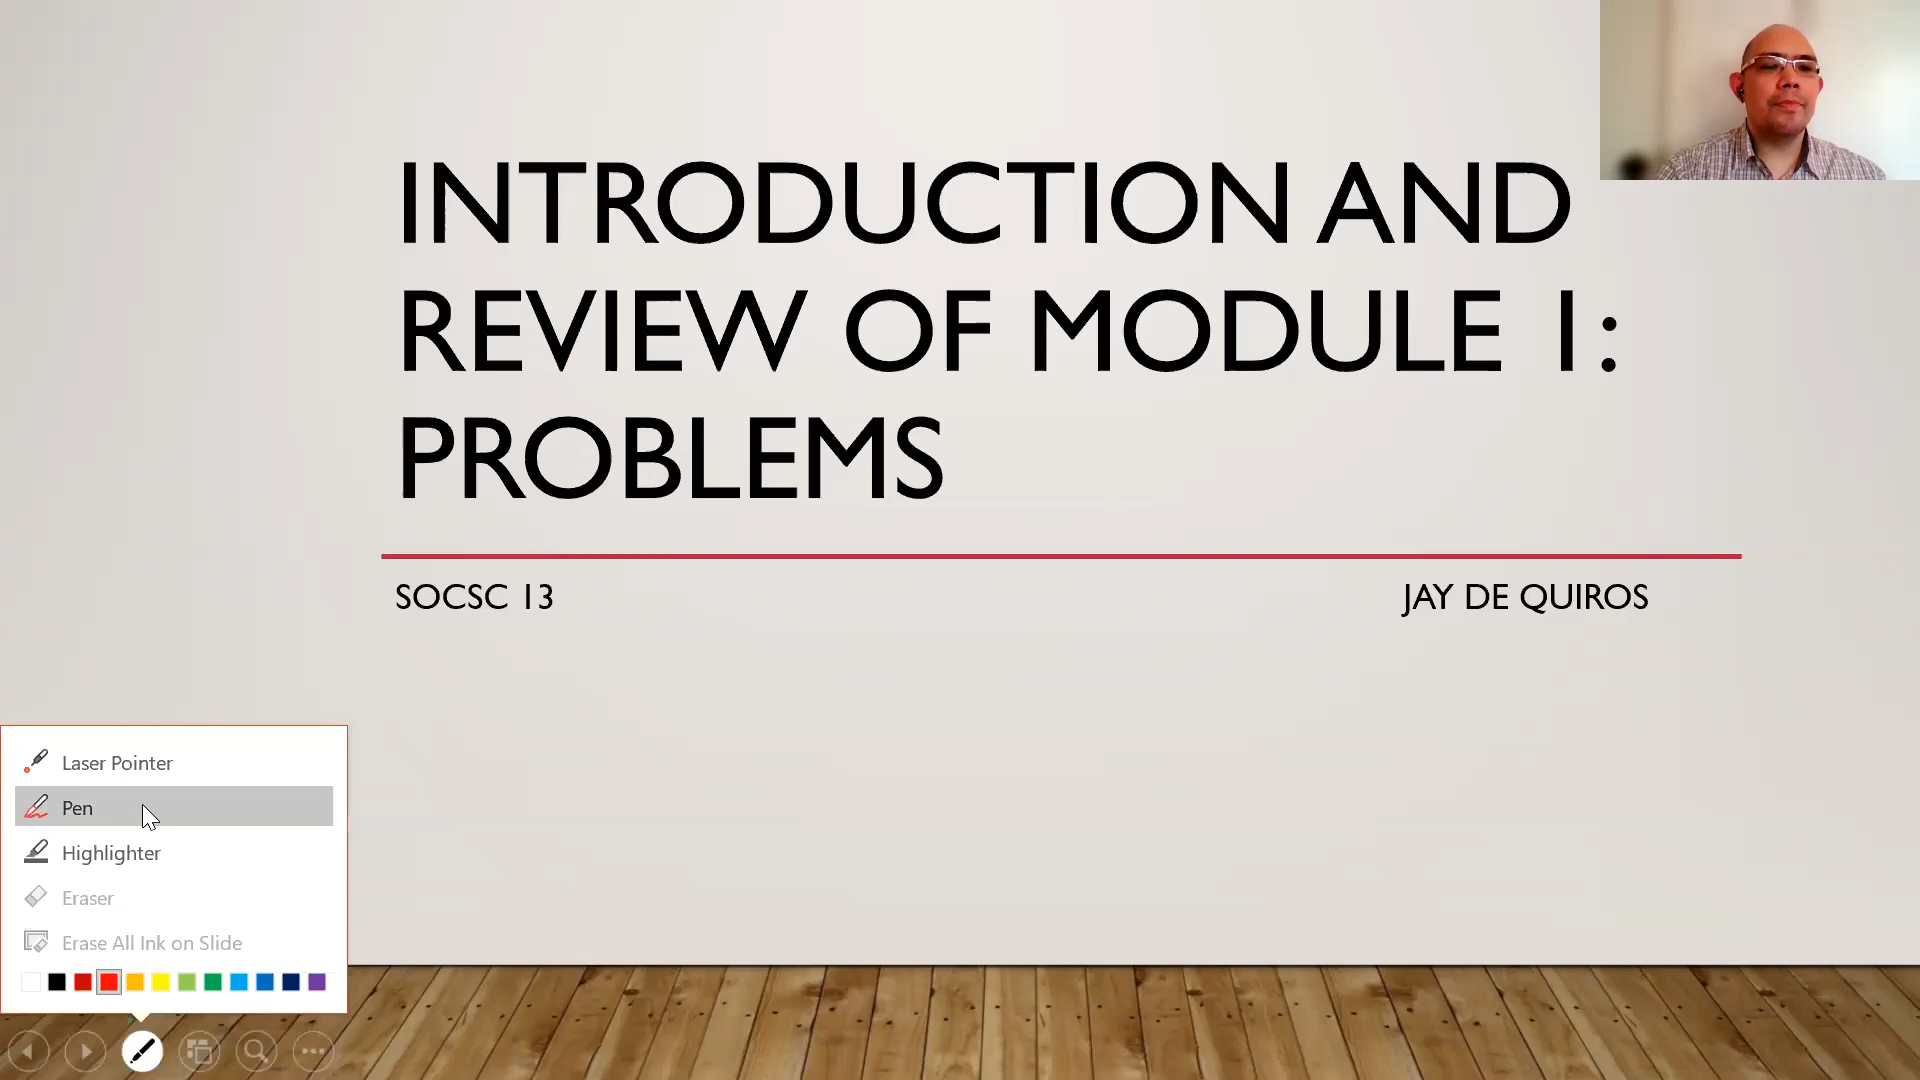 INTRODUCTION AND
REVIEW OF MODULE 1:
PROBLEMS
SOCSC 13
JAY DE QUIROS
Laser Pointer
Pen
Highlighter
Eraser
Erase All Ink on Slide